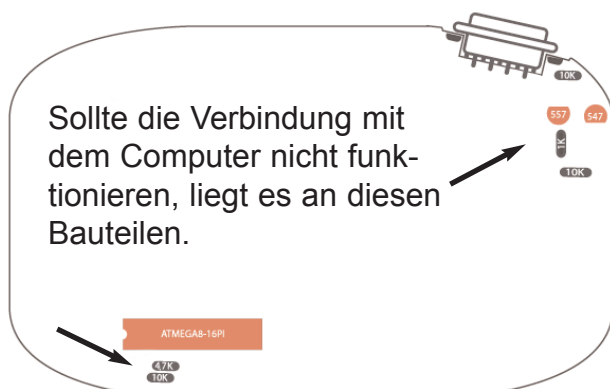 10K
557
547
1K
10K
Sollte die Verbindung mit
dem Computer nicht funk-
tionieren, liegt es an diesen
Bauteilen.
ATMEGA8-16PI
4,7K
10K